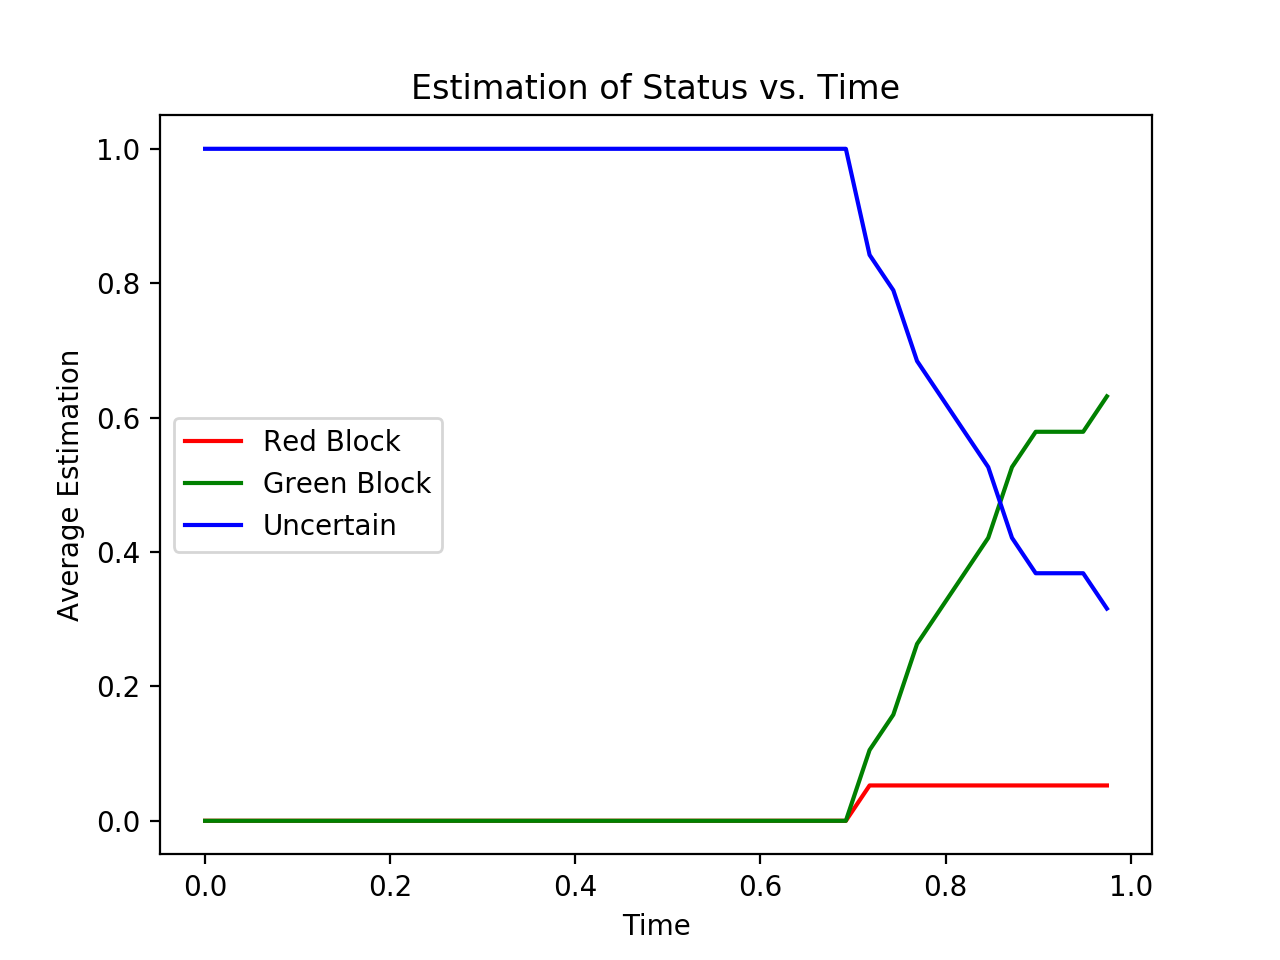 Estimation of Status vs. Time
1.0
0.8
0.6
0.4
0.2
0.0
Average Estimation
Red Block
Green Block
Uncertain
0.0 0.2 0.4 0.6 0.8 1.0
Time